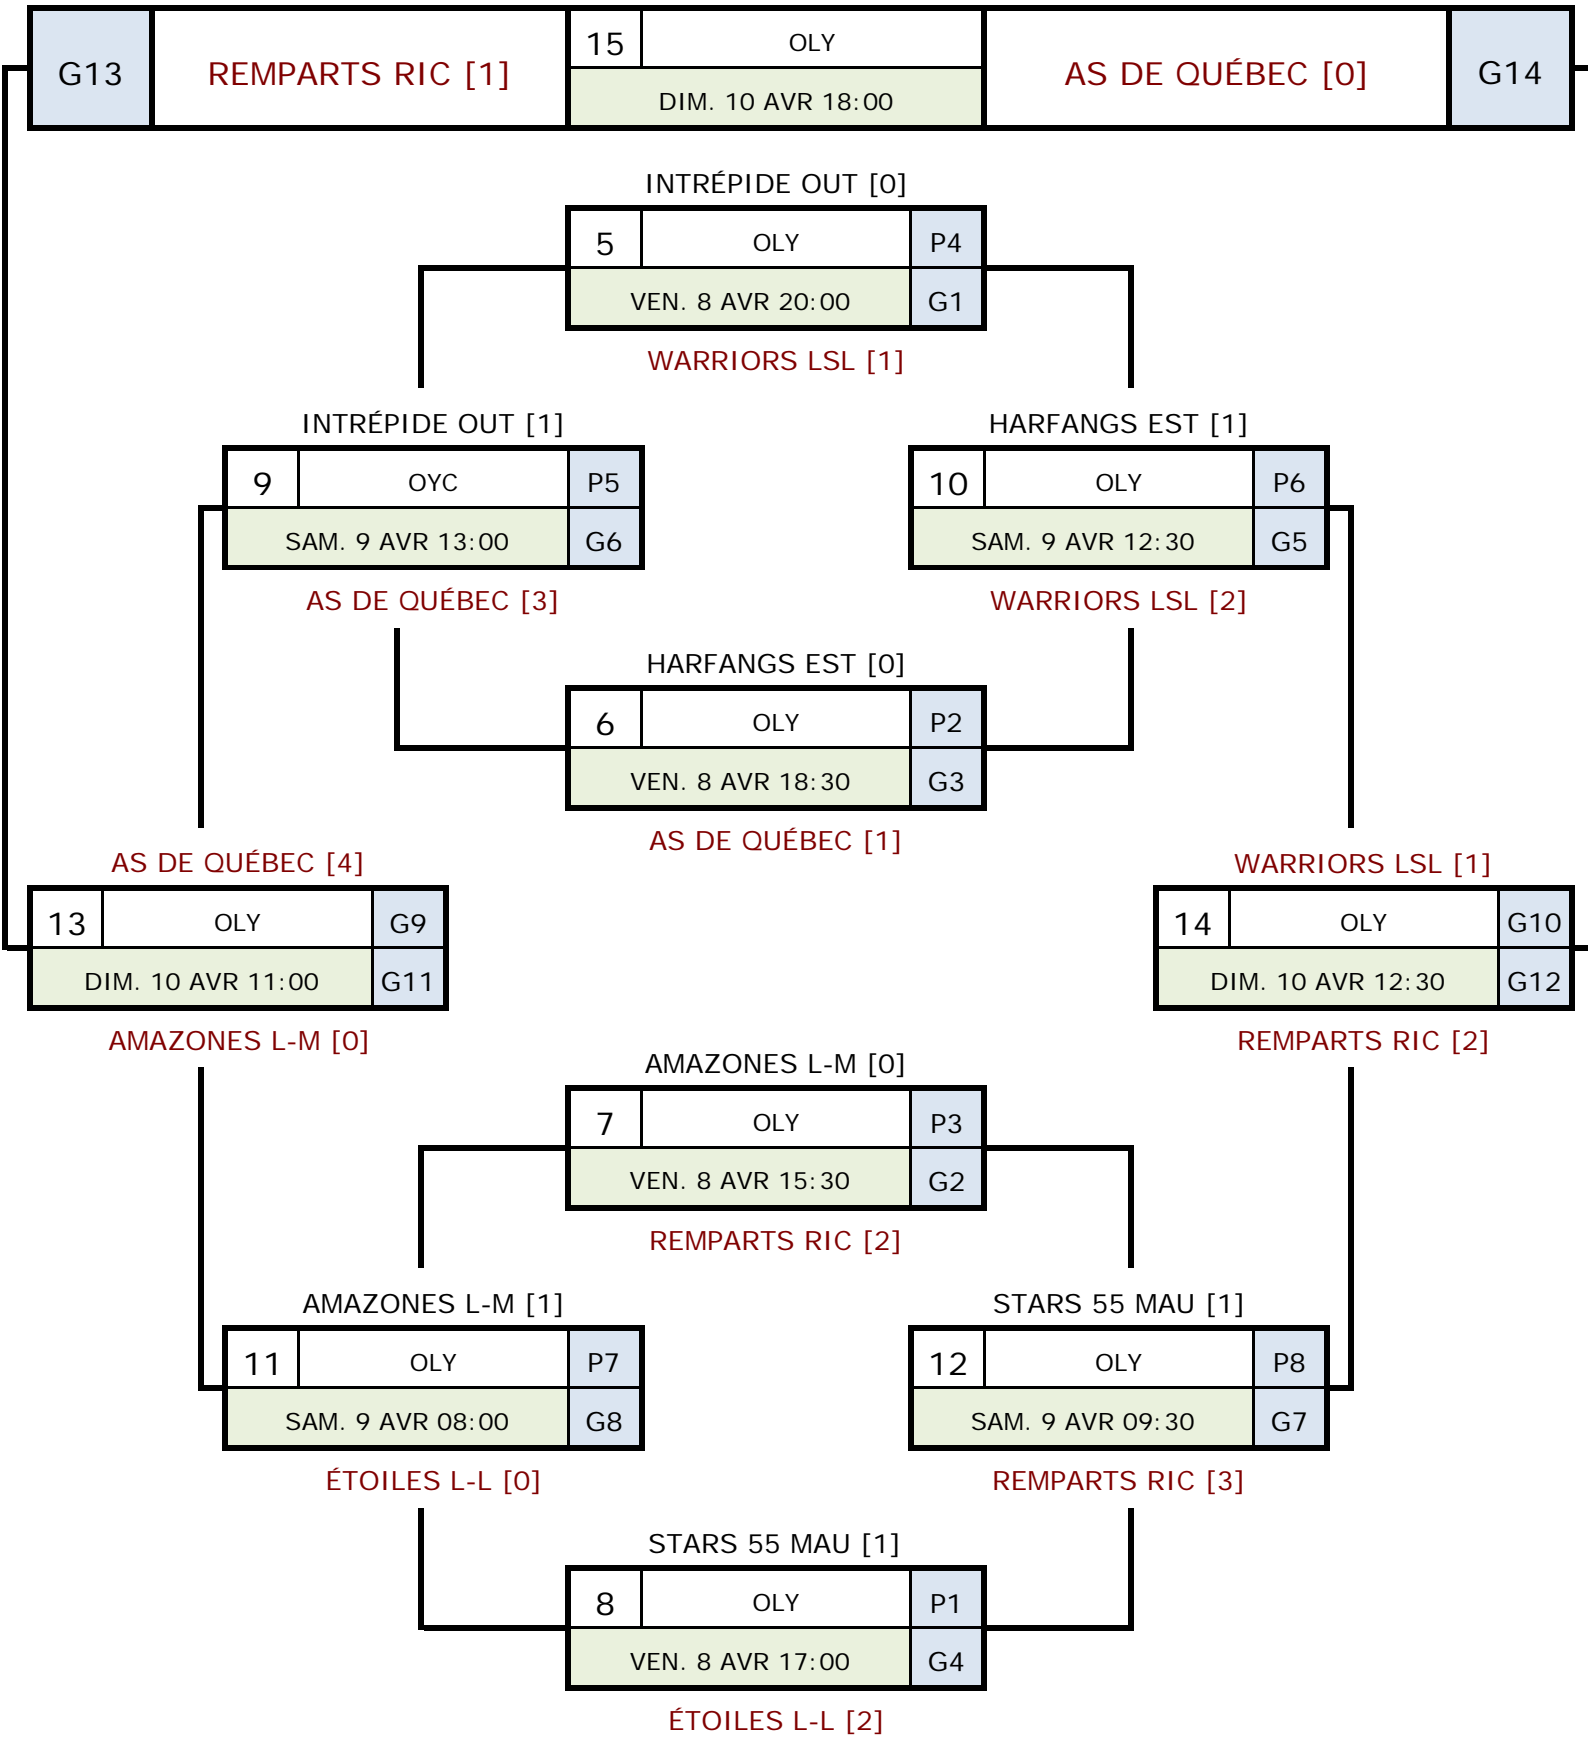 G13 REMPARTS RIC [1] 15 OLY AS DE QUÉBEC [0] G14
DIM. 10 AVR 18:00
INTRÉPIDE OUT [0]
5 OLY P4
VEN. 8 AVR 20:00 G1
WARRIORS LSL [1]
INTRÉPIDE OUT [1] HARFANGS EST [1]
9 OYC P5 10 OLY P6
SAM. 9 AVR 13:00 G6 SAM. 9 AVR 12:30 G5
AS DE QUÉBEC [3] WARRIORS LSL [2]
HARFANGS EST [0]
6 OLY P2
VEN. 8 AVR 18:30 G3
AS DE QUÉBEC [1]
AS DE QUÉBEC [4] WARRIORS LSL [1]
13 OLY G9 14 OLY G10
DIM. 10 AVR 11:00 G11 DIM. 10 AVR 12:30 G12
AMAZONES L-M [0] REMPARTS RIC [2]
AMAZONES L-M [0]
7 OLY P3
VEN. 8 AVR 15:30 G2
REMPARTS RIC [2]
AMAZONES L-M [1] STARS 55 MAU [1]
11 OLY P7 12 OLY P8
SAM. 9 AVR 08:00 G8 SAM. 9 AVR 09:30 G7
ÉTOILES L-L [0] REMPARTS RIC [3]
STARS 55 MAU [1]
8 OLY P1
VEN. 8 AVR 17:00 G4
ÉTOILES L-L [2]